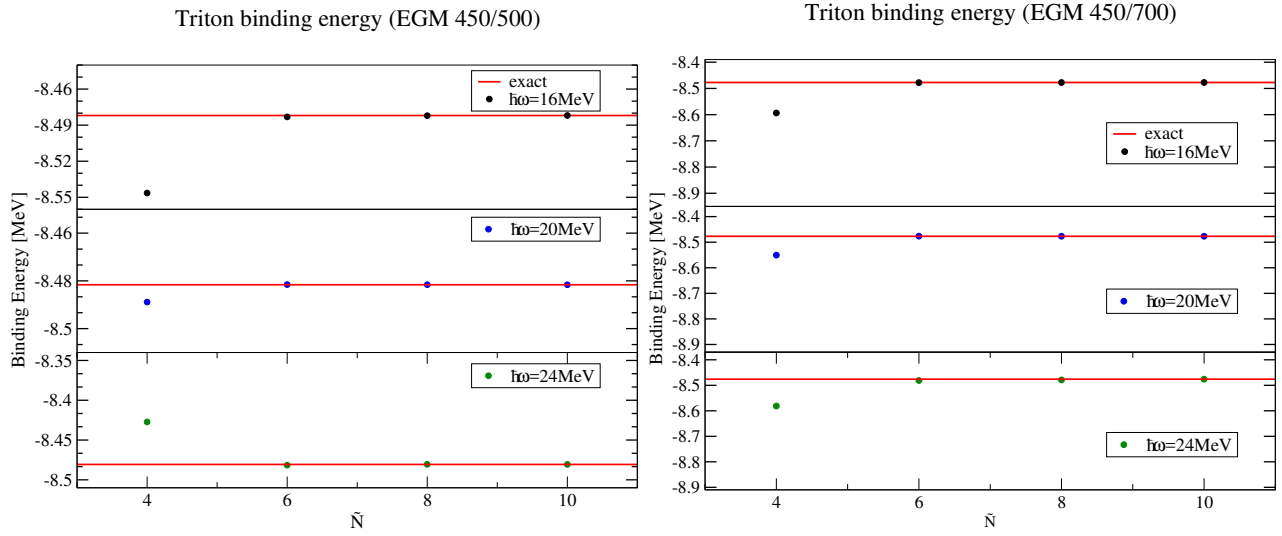 Triton binding energy (EGM 450/500)
-8.46
-8.49
-8.52
-8.55
exact
ħω=16MeV
-8.46
-8.48
-8.5
ħω=20MeV
-8.35
-8.4
-8.45
-8.5
ħω=24MeV
4
6
8
10
Ñ
Binding Energy [MeV]
Triton binding energy (EGM 450/700)
-8.4
-8.5
-8.6
-8.7
-8.8
-8.9
exact
ħω=16MeV
-8.4
-8.5
-8.6
-8.7
-8.8
-8.9
ħω=20MeV
-8.4
-8.5
-8.6
-8.7
-8.8
-8.9
ħω=24MeV
4
6
8
10
Ñ
Binding Energy [MeV]